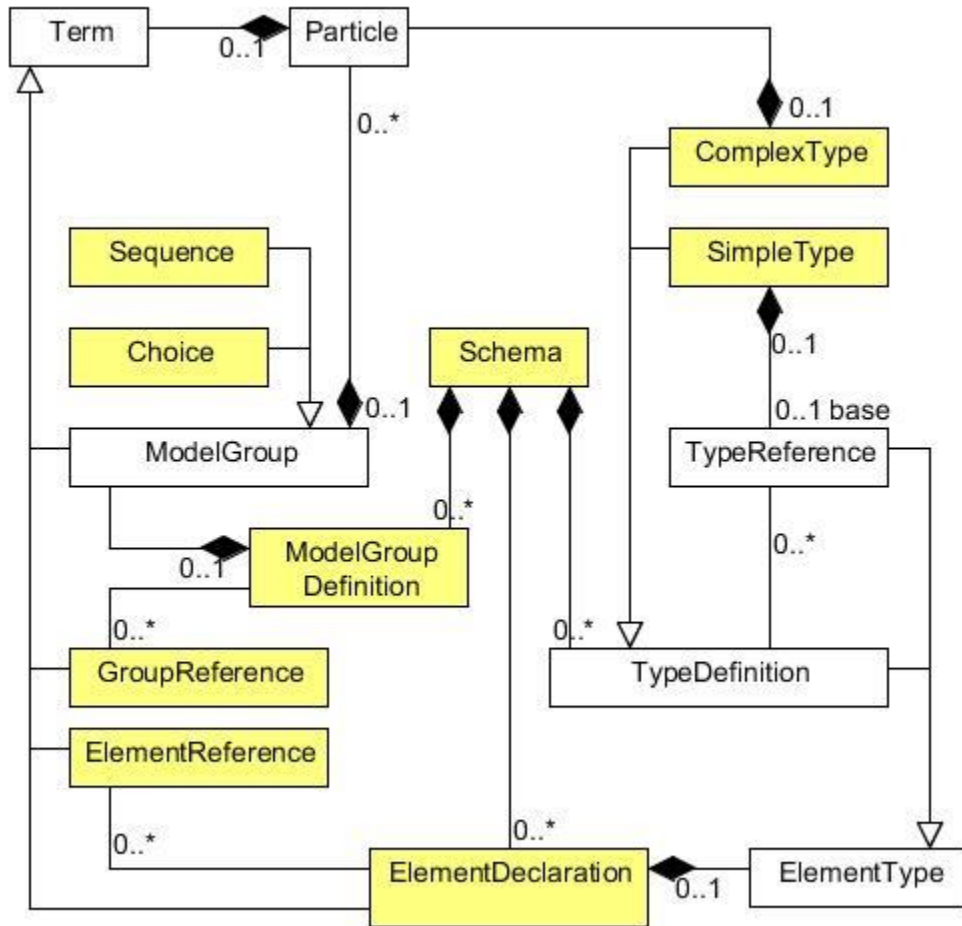 Term
Particle
0..1
0..*
0..1
ComplexType
Sequence
SimpleType
Choice
Schema
0..1
0..1
0..1 base
ModelGroup
TypeReference
0..*
0..*
0..1
ModelGroup
Definition
0..*
0..*
GroupReference
TypeDefinition
ElementReference
0..*
0..*
ElementDeclaration
0..1
ElementType